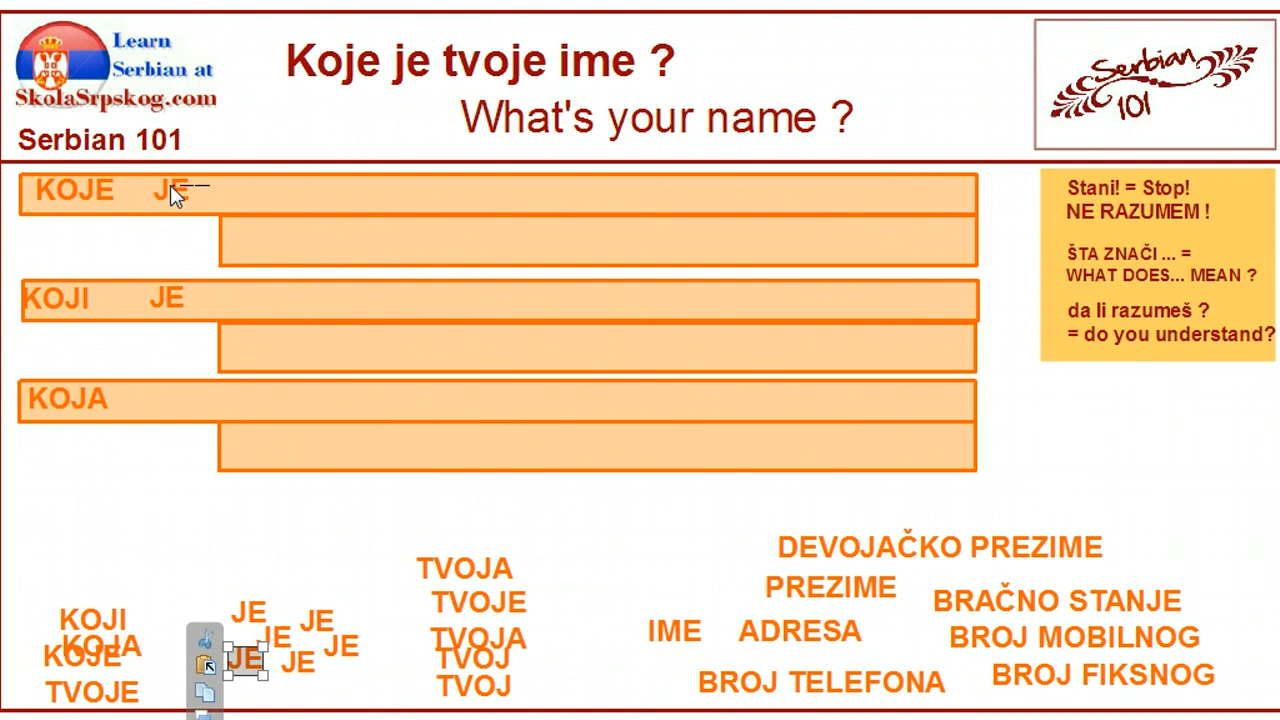 Learn
Serbian at
SkolaSrpskog.com
Serbian 101
Koje je tvoje ime ?
What's your name ?
Serbian
101
KOJE JE
KOJI JE
KOJA
Stani! = Stop!
NE RAZUMEM !
ŠTA ZNAČI ... =
WHAT DOES... MEAN ?
da li razumeš ?
= do you understand?
KOJI
KOJA
KOJE
TVOJE
JE
JE
JE
JE
JE
JE
TVOJA
TVOJE
TVOJA
TVOJ
TVOJ
DEVOJAČKO PREZIME
PREZIME
BRAČNO STANJE
IME ADRESA
BROJ MOBILNOG
BROJ TELEFONA
BROJ FIKSNOG